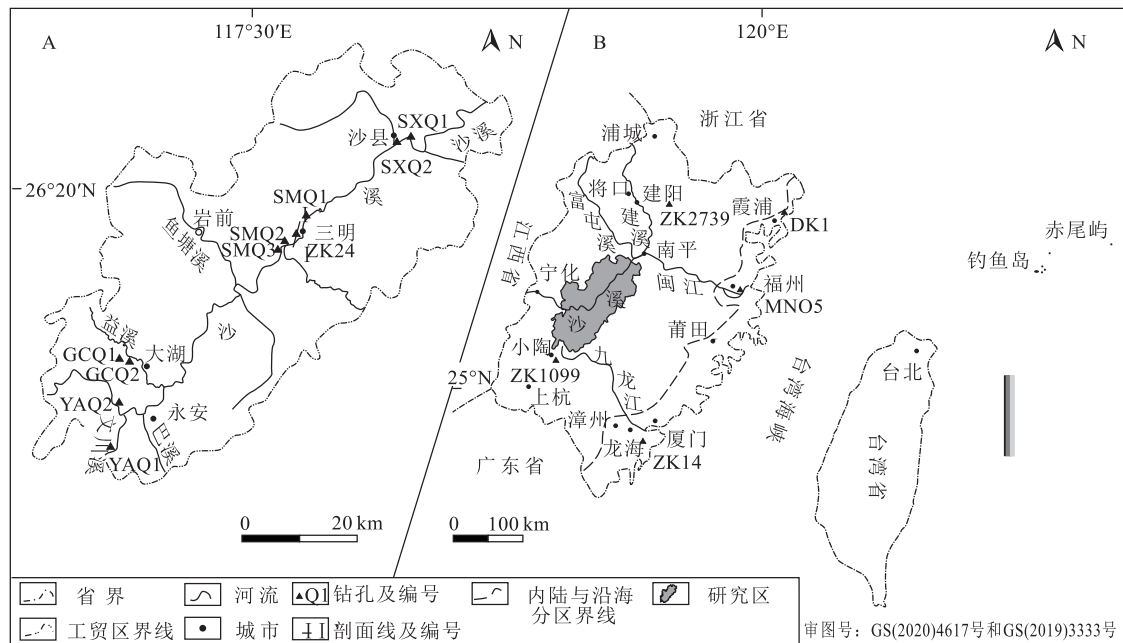 A
117°30′E
N
B
120°E
N
26°20′N
沙县
SXQ1
沙溪
SXQ2
溪
SMQ1
岩前
鱼塘溪
SMQ2
三明
SMQ3
ZK24
沙
益溪
GCQ1
大湖
GCQ2
YAQ2
永安
文川溪
巴溪
YAQ1
0 20 km
浙江省
浦城
将口
建阳
富屯溪
建溪
ZK2739
霞浦
DK1
江西省
南平
宁化
闽江
福州
MNO5
沙溪
莆田
小陶
九龙江
25°N
ZK1099
上杭
台湾海峡
漳州
龙海
厦门
ZK14
广东省
赤尾屿
钓鱼岛
台北
台湾省
0 100 km
省界
河流
Q1
钻孔及编号
内陆与沿海
分区界线
研究区
工贸区界线
城市
剖面线及编号
审图号：GS(2020)4617号和GS(2019)3333号